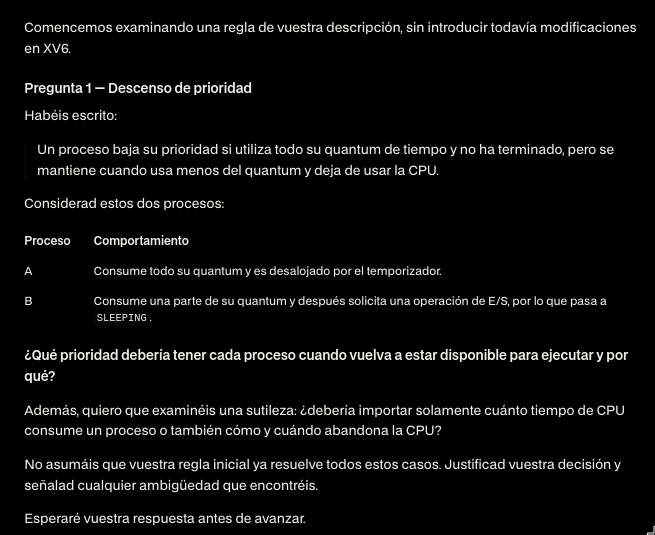 Comencemos examinando una regla de vuestra descripción, sin introducir todavía modificaciones
en XV6.
Pregunta 1 — Descenso de prioridad
Habéis escrito:
Un proceso baja su prioridad si utiliza todo su quantum de tiempo y no ha terminado, pero se
mantiene cuando usa menos del quantum y deja de usar la CPU.
Considerad estos dos procesos:
Proceso Comportamiento
A Consume todo su quantum y es desalojado por el temporizador.
B Consume una parte de su quantum y después solicita una operación de E/S, por lo que pasa a
SLEEPING.
¿Qué prioridad debería tener cada proceso cuando vuelva a estar disponible para ejecutar y por
qué?
Además, quiero que examinéis una sutileza: ¿debería importar solamente cuánto tiempo de CPU
consume un proceso o también cómo y cuándo abandona la CPU?
No asumáis que vuestra regla inicial ya resuelve todos estos casos. Justificad vuestra decisión y
señalad cualquier ambigüedad que encontréis.
Esperaré vuestra respuesta antes de avanzar.